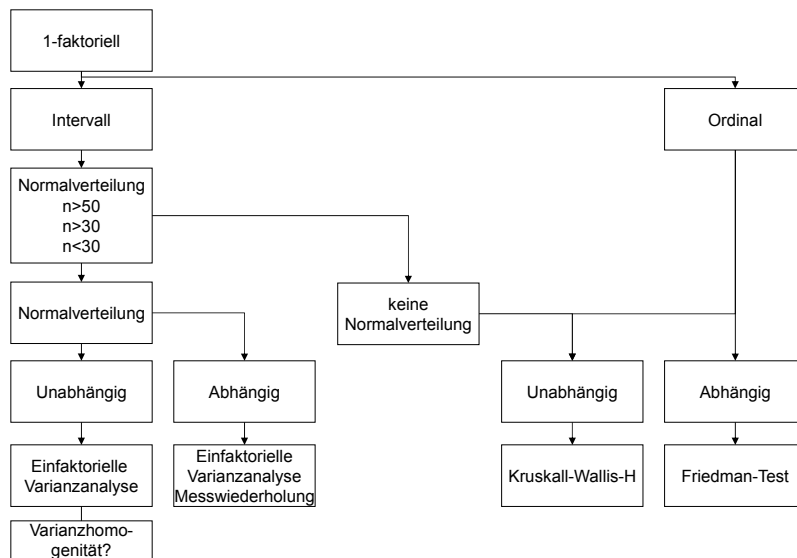 1-faktoriell
Intervall
Ordinal
Normalverteilung
n>50
n>30
n<30
Normalverteilung
keine
Normalverteilung
Unabhängig
Abhängig
Unabhängig
Abhängig
Einfaktorielle
Varianzanalyse
Einfaktorielle
Varianzanalyse
Messwiederholung
Kruskall-Wallis-H
Friedman-Test
Varianzhomo-
genität?